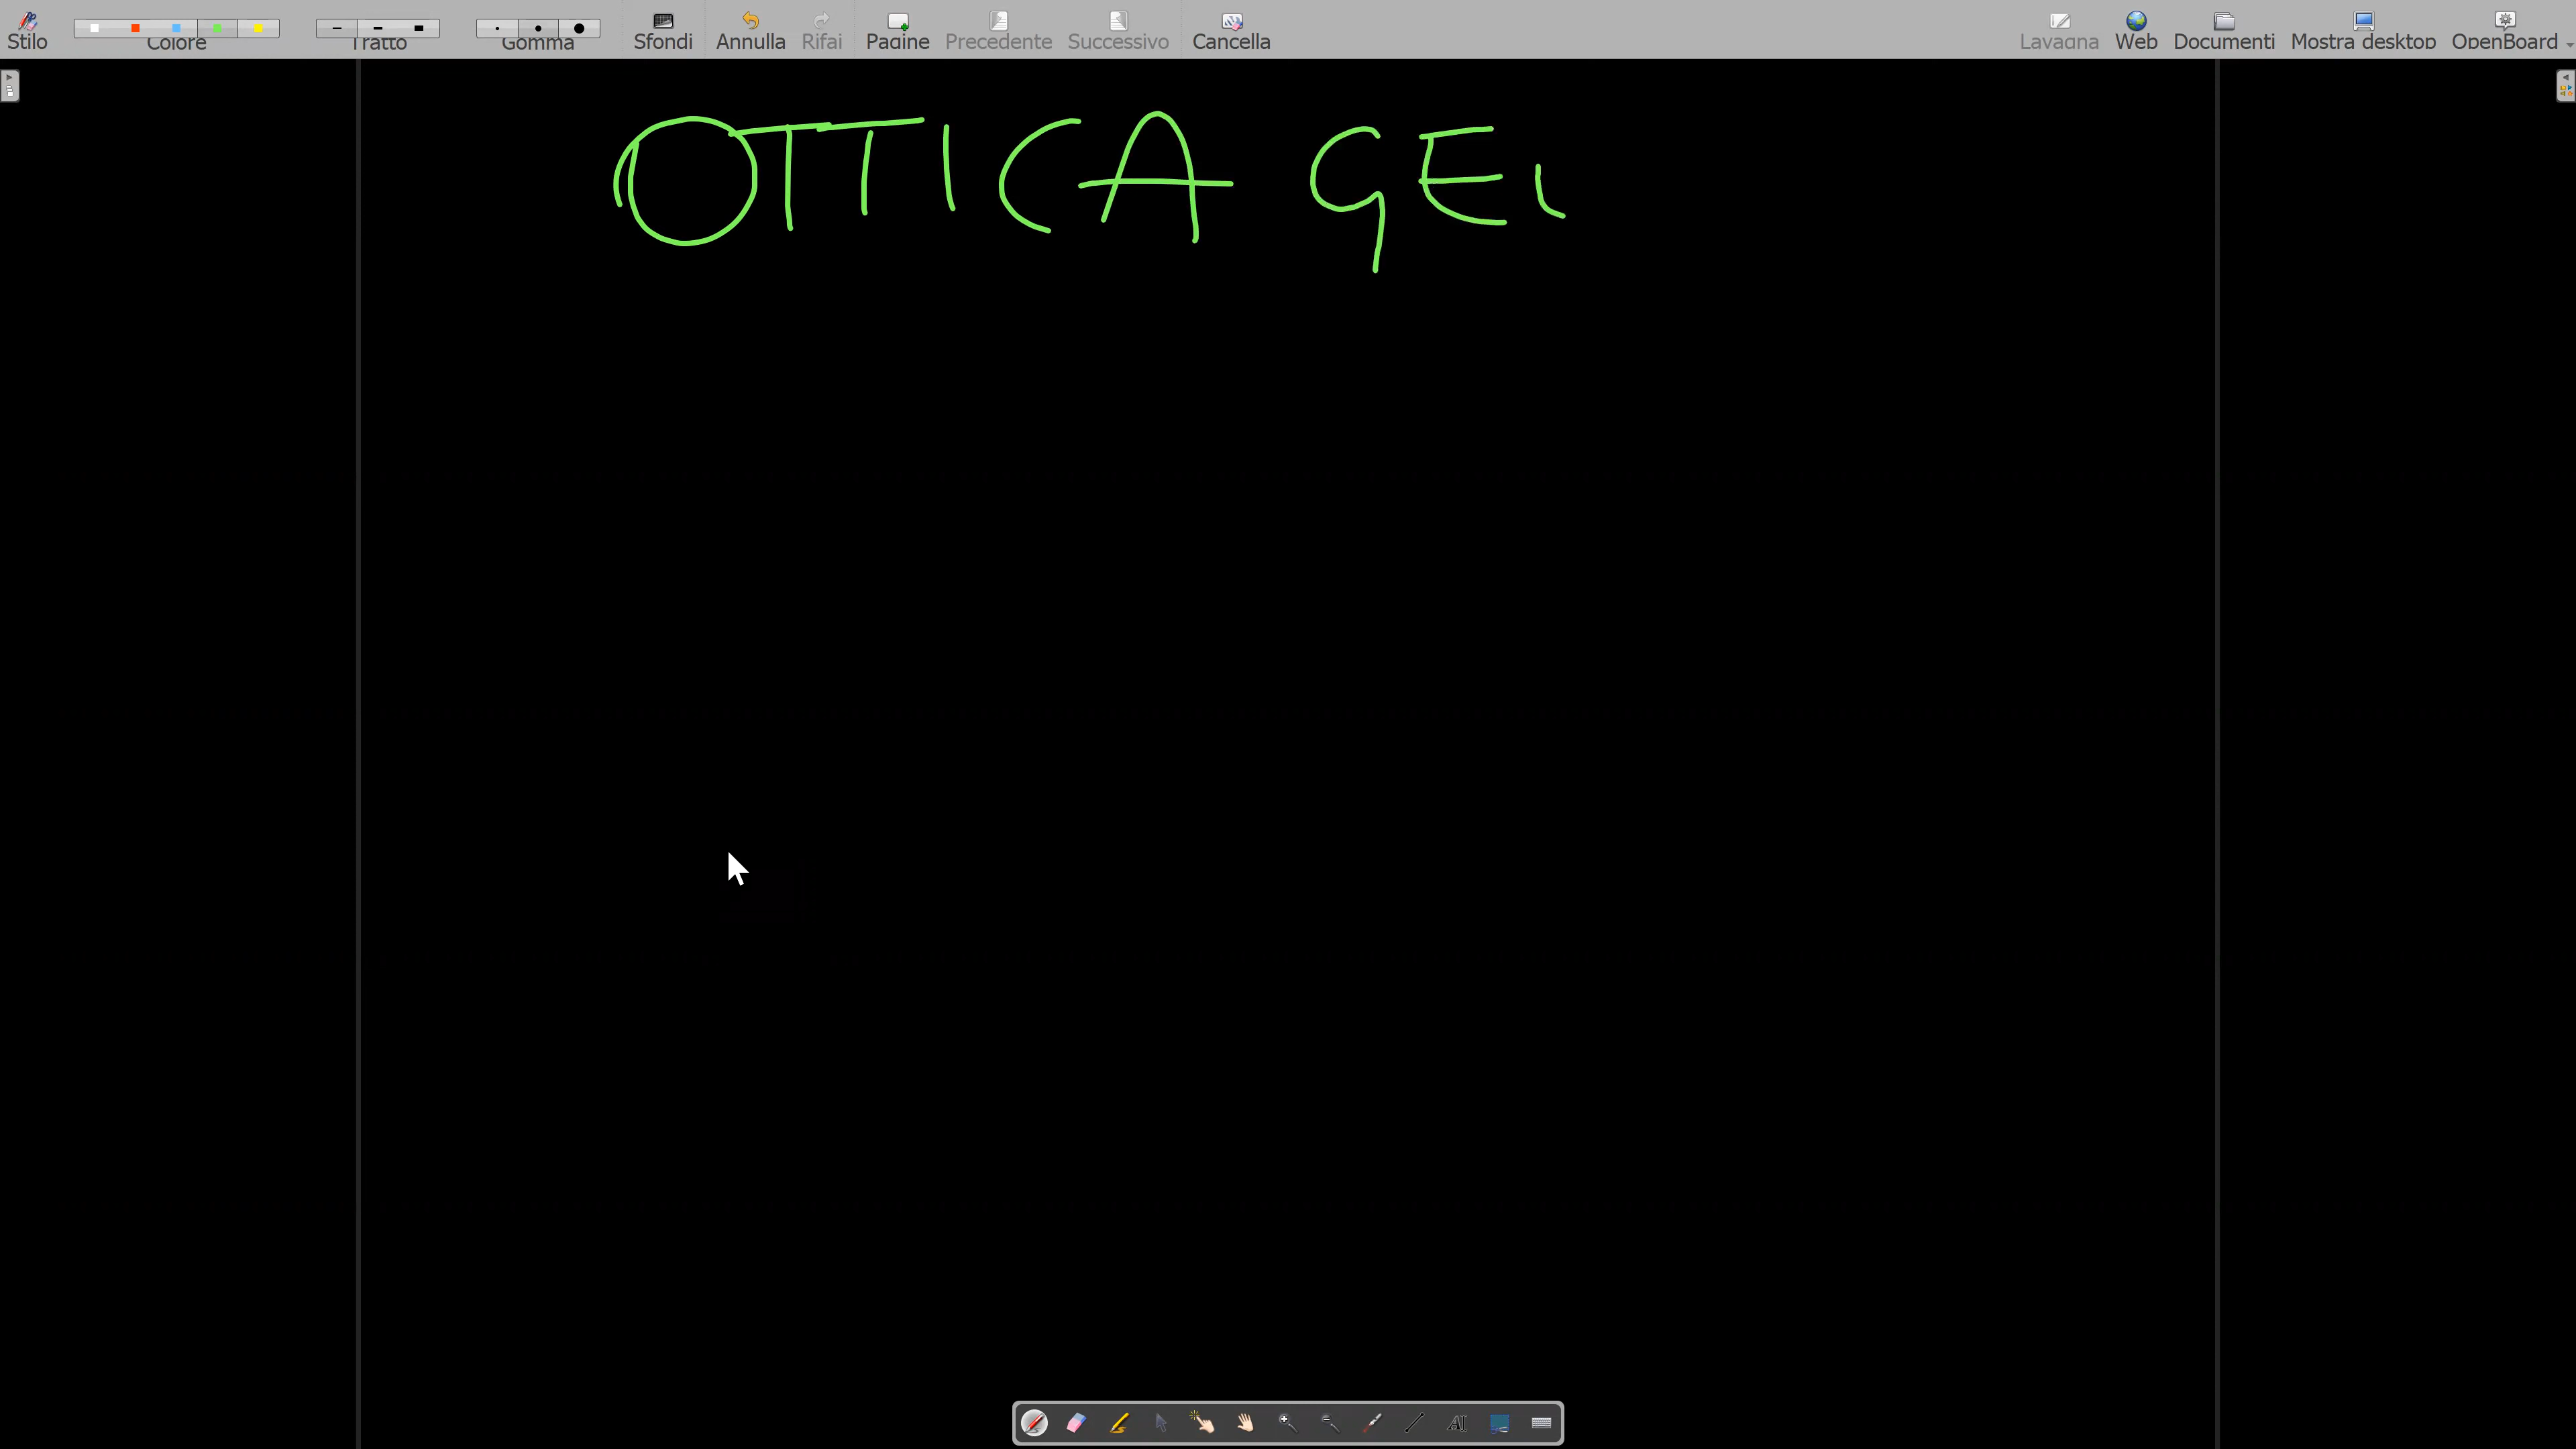 Stilo Colore Tratto Gomma Sfondi Annulla Rifai Pagine Precedente Successivo Cancella Lavagna Web Documenti Mostra desktop OpenBoard
OTTICA GE